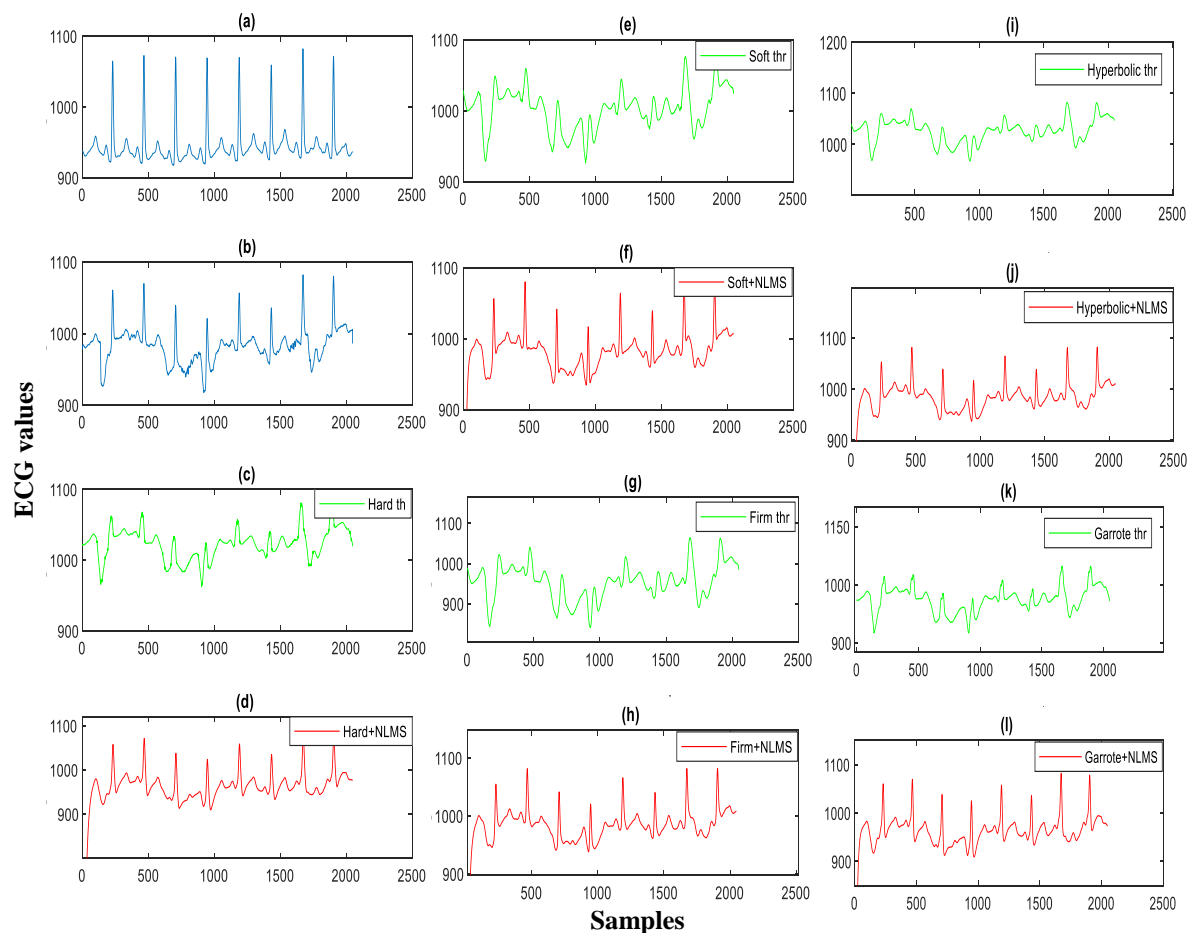 ECG values
(a)
1100
1000
900
0 500 1000 1500 2000 2500
(b)
1100
1000
900
0 500 1000 1500 2000 2500
(c)
Hard th
1100
1000
900
0 500 1000 1500 2000 2500
(d)
Hard+NLMS
1100
1000
900
0 500 1000 1500 2000 2500
(e)
Soft thr
1100
1000
900
0 500 1000 1500 2000 2500
(f)
Soft+NLMS
1100
1000
900
0 500 1000 1500 2000 2500
(g)
Firm thr
1100
1000
900
0 500 1000 1500 2000 2500
(h)
Firm+NLMS
1100
1000
900
500 1000 1500 2000 2500
(i)
Hyperbolic thr
1200
1100
1000
500 1000 1500 2000 2500
(j)
Hyperbolic+NLMS
1100
1000
900
0 500 1000 1500 2000 2500
(k)
Garrote thr
1150
1000
900
0 500 1000 1500 2000 2500
(l)
Garrote+NLMS
1100
1000
900
0 500 1000 1500 2000 2500
Samples